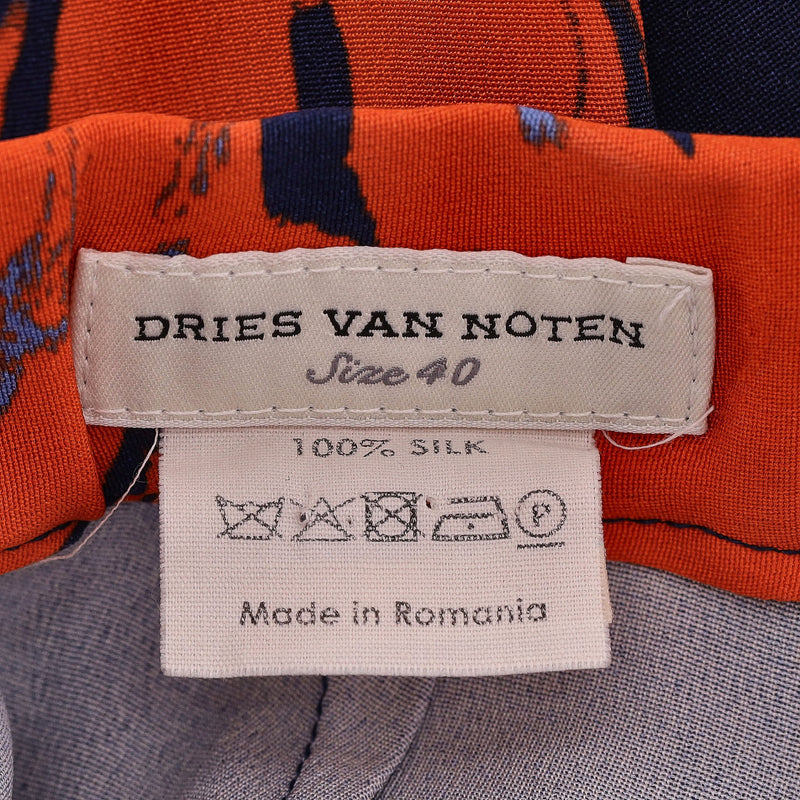 DRIES VAN NOTEN
Size 40
100% SILK
P
Made in Romania